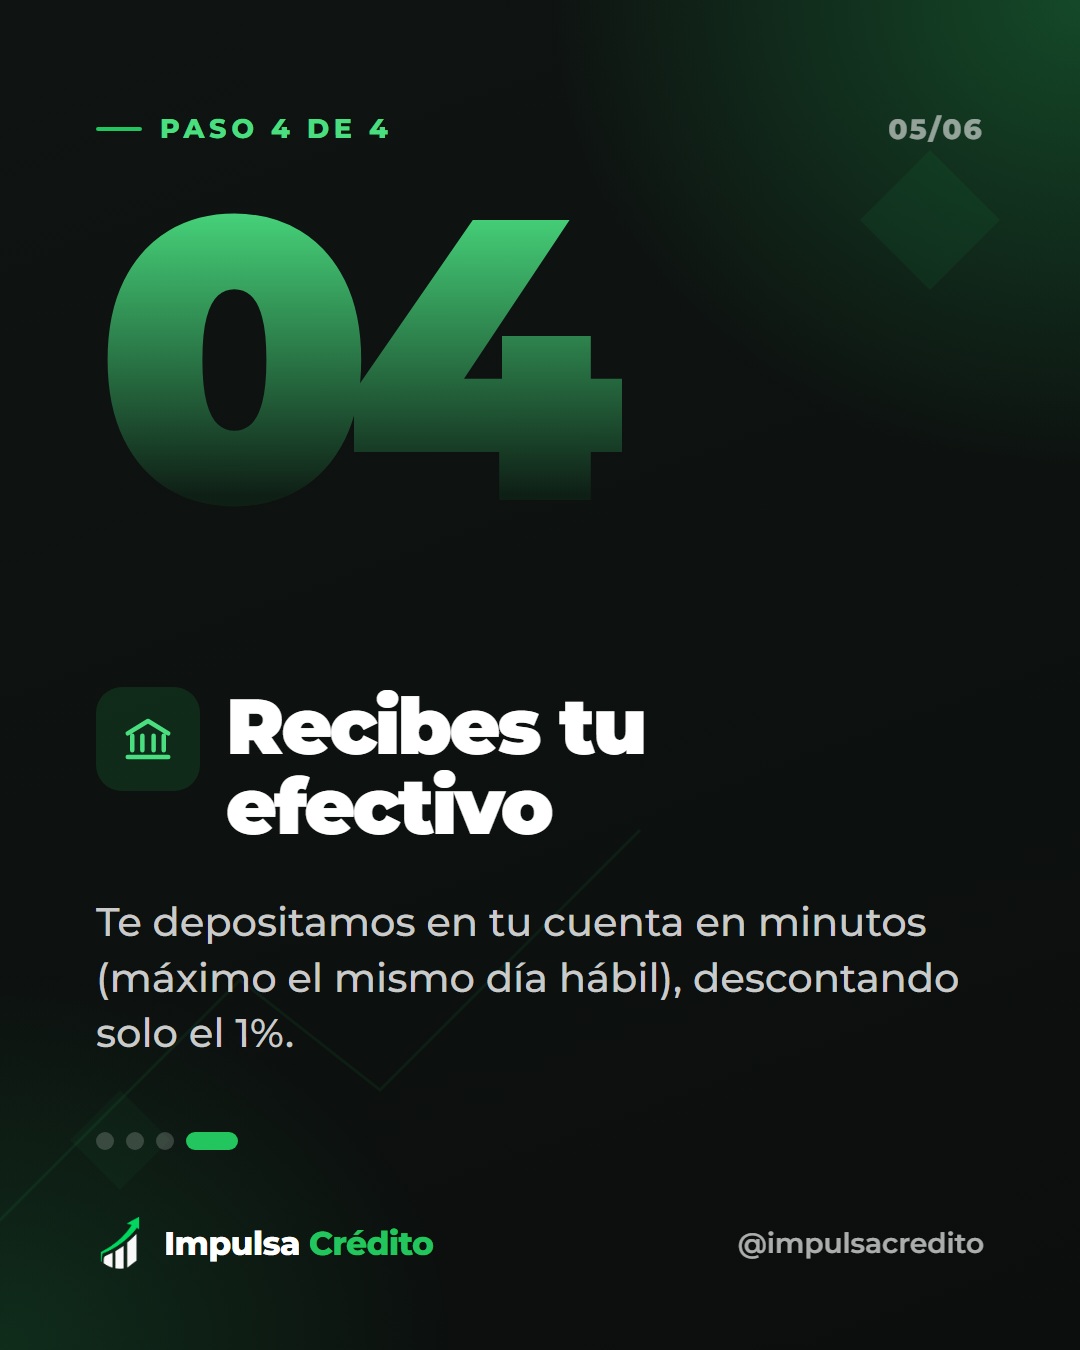 PASO 4 DE 4
05/06
04
Recibes tu
efectivo
Te depositamos en tu cuenta en minutos
(máximo el mismo día hábil), descontando
solo el 1%.
Impulsa Crédito
@impulsacredito